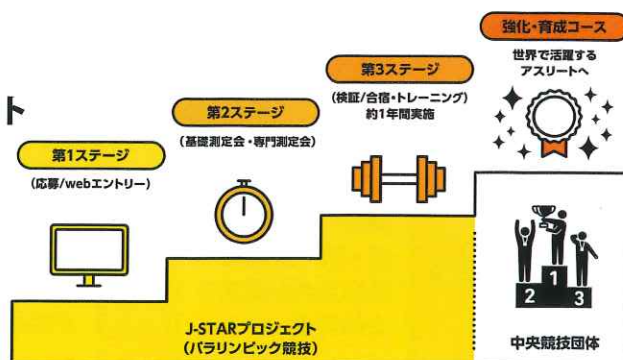 強化・育成コース
世界で活躍する
アスリートへ
第3ステージ
(検証/合宿・トレーニング)
約1年間実施
ト
第2ステージ
(基礎測定会・専門測定会)
第1ステージ
(応募/webエントリー)
1
2
3
J-STARプロジェクト
(パラリンピック競技)
中央競技団体